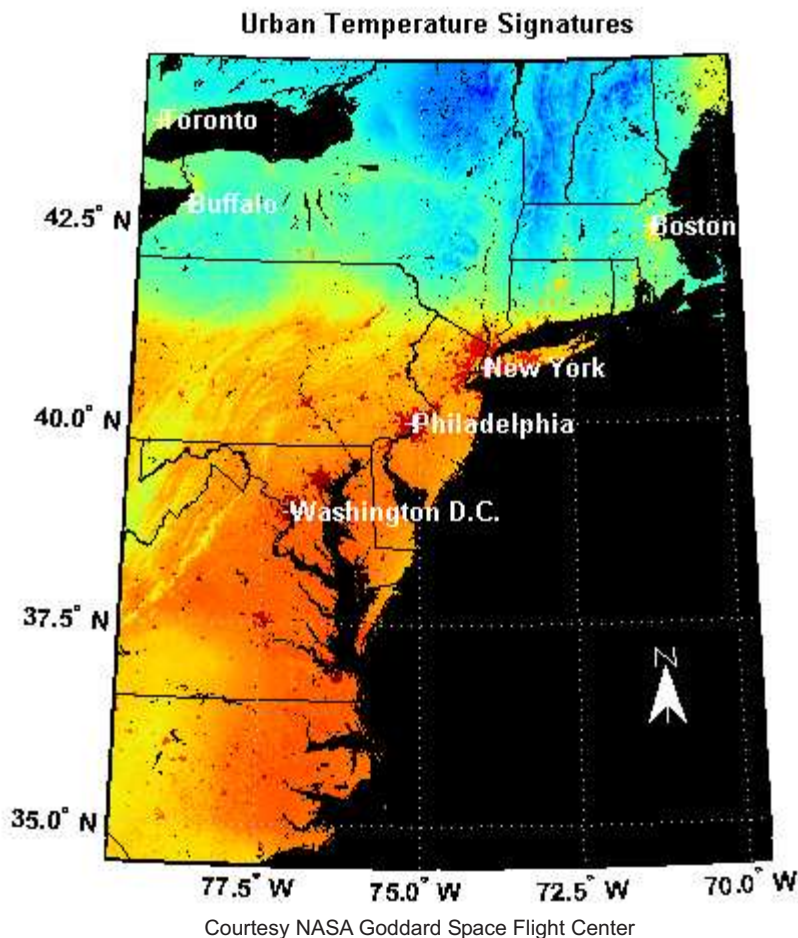 Urban Temperature Signatures
Toronto
Buffalo
42.5° N
Boston
New York
40.0° N
Philadelphia
Washington D.C.
37.5° N
N
35.0° N
77.5° W
75.0° W
72.5° W
70.0° W
Courtesy NASA Goddard Space Flight Center